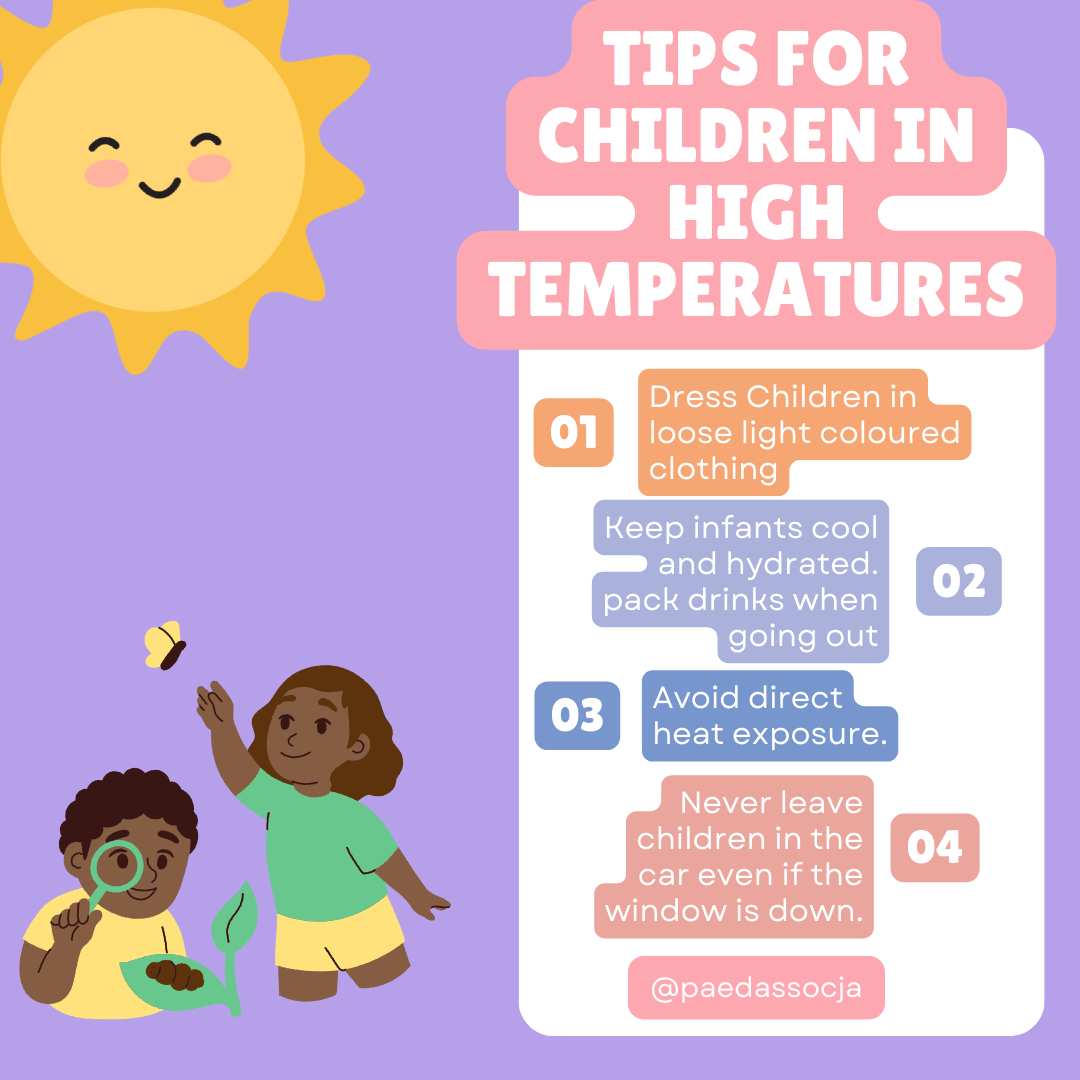 TIPS FOR
CHILDREN IN
HIGH
TEMPERATURES
01
Dress Children in
loose light coloured
clothing
Keep infants cool
and hydrated.
pack drinks when
going out
02
03
Avoid direct
heat exposure.
Never leave
children in the
car even if the
window is down.
04
@paedassocja